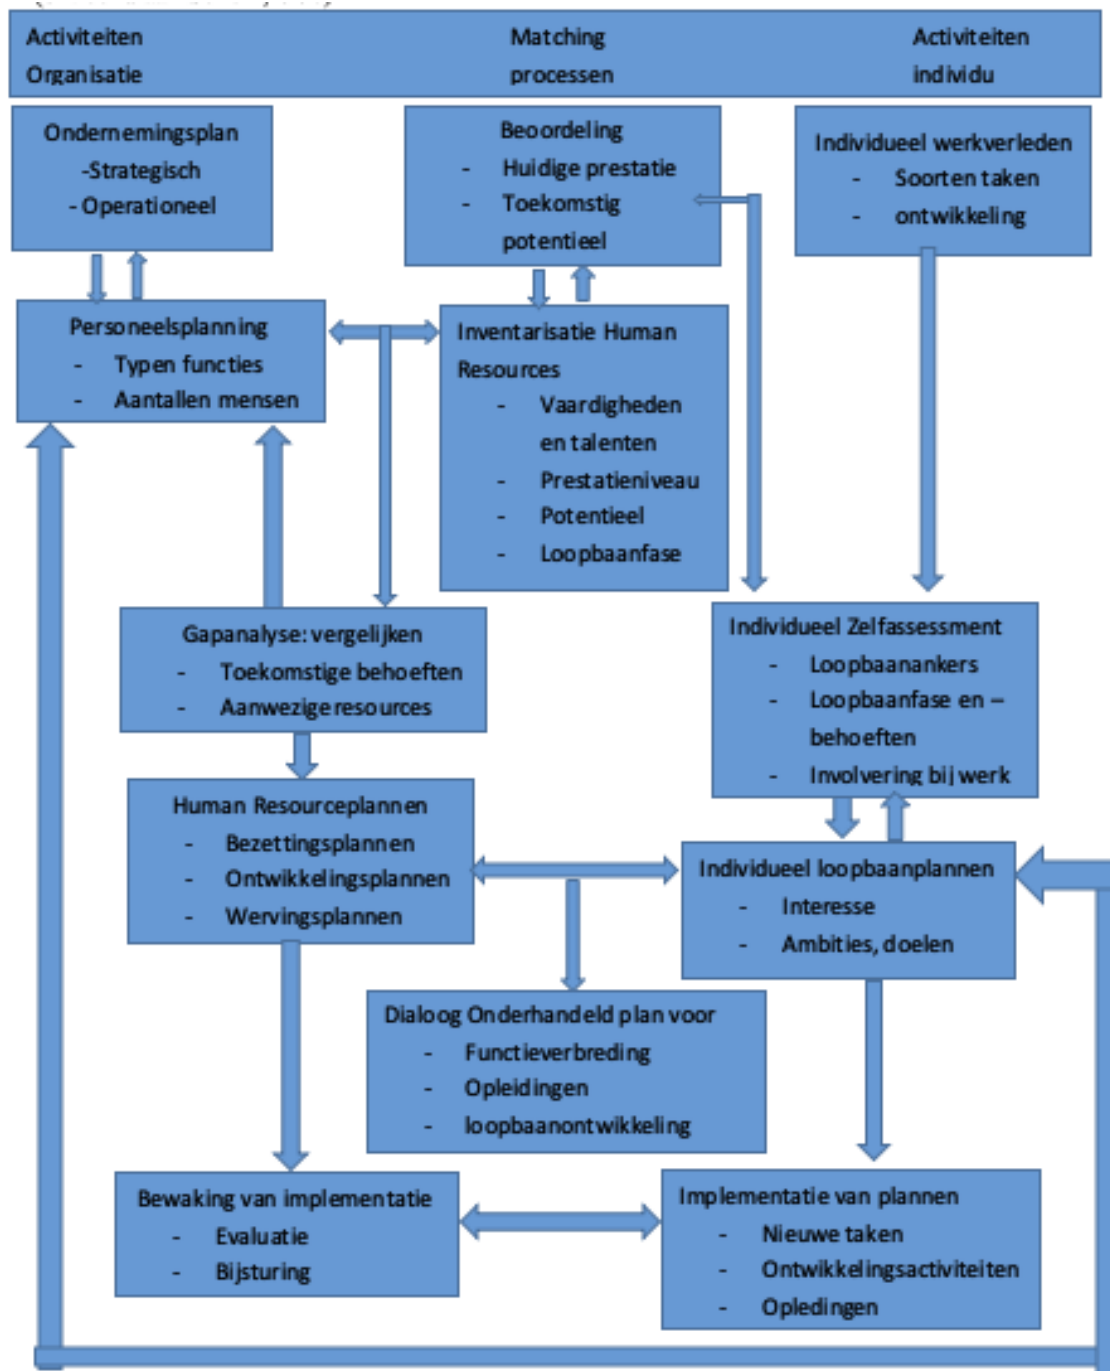 Activiteiten
Organisatie
Matching
processen
Activiteiten
individu
Ondernemingsplan
-Strategisch
- Operationeel
Beoordeling
- Huidige prestatie
- Toekomstig
potentieel
Individueel werkverleden
- Soorten taken
- ontwikkeling
Personeelsplanning
- Typen functies
- Aantallen mensen
Inventarisatie Human
Resources
- Vaardigheden
en talenten
- Prestatieniveau
- Potentieel
- Loopbaanfase
Gapanalyse: vergelijken
- Toekomstige behoeften
- Aanwezige resources
Individueel Zelfassessment
- Loopbaanankers
- Loopbaanfase en –
behoeften
- Involvering bij werk
Human Resourceplannen
- Bezettingsplannen
- Ontwikkelingsplannen
- Wervingsplannen
Individueel loopbaanplannen
- Interesse
- Ambities, doelen
Dialoog Onderhandeld plan voor
- Functieverbreding
- Opleidingen
- loopbaanontwikkeling
Bewaking van implementatie
- Evaluatie
- Bijsturing
Implementatie van plannen
- Nieuwe taken
- Ontwikkelingsactiviteiten
- Opledingen